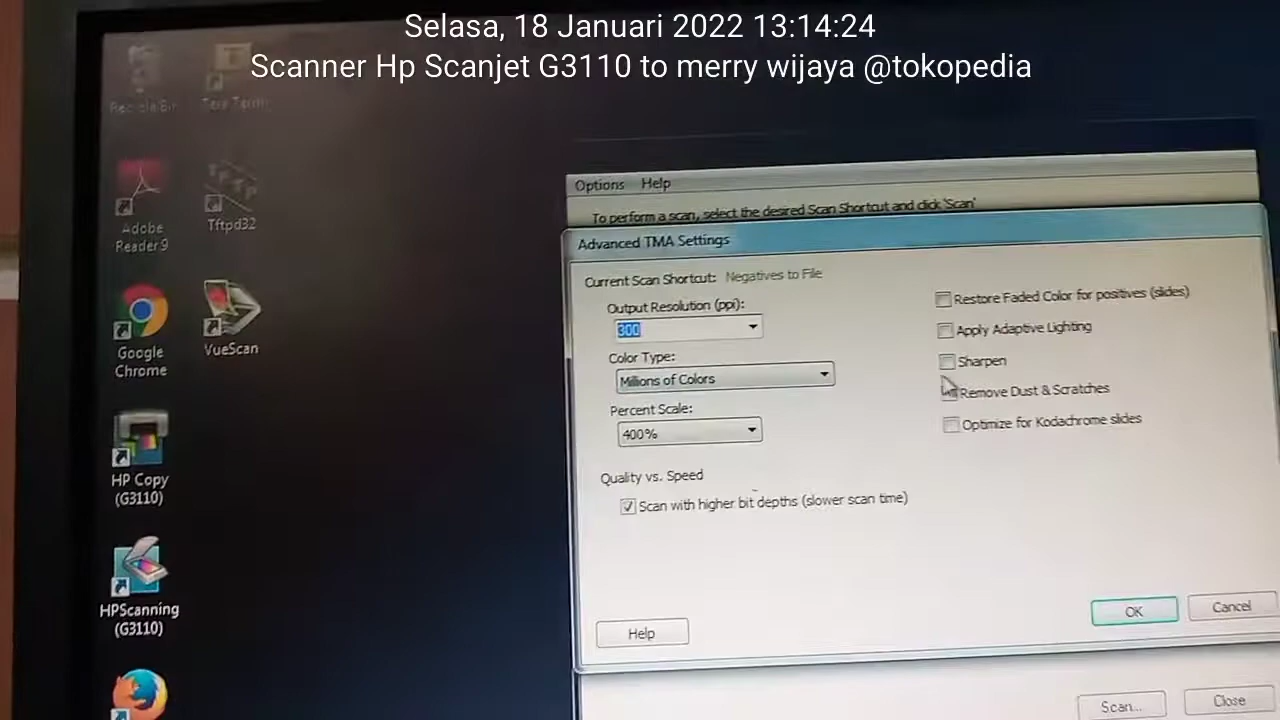 Selasa, 18 Januari 2022 13:14:24
Scanner Hp Scanjet G3110 to merry wijaya @tokopedia
Recycle Bin
Tera Term
Adobe
Reader 9
Tftpd32
Google
Chrome
VueScan
HP Copy
(G3110)
HPScanning
(G3110)
Options Help
To perform a scan, select the desired Scan Shortcut and click 'Scan'
Advanced TMA Settings
Current Scan Shortcut: Negatives to File
Output Resolution (ppi):
300
Color Type:
Millions of Colors
Percent Scale:
400%
Restore Faded Color for positives (slides)
Apply Adaptive Lighting
Sharpen
Remove Dust & Scratches
Optimize for Kodachrome slides
Quality vs. Speed
Scan with higher bit depths (slower scan time)
Help
OK
Cancel
Scan...
Close